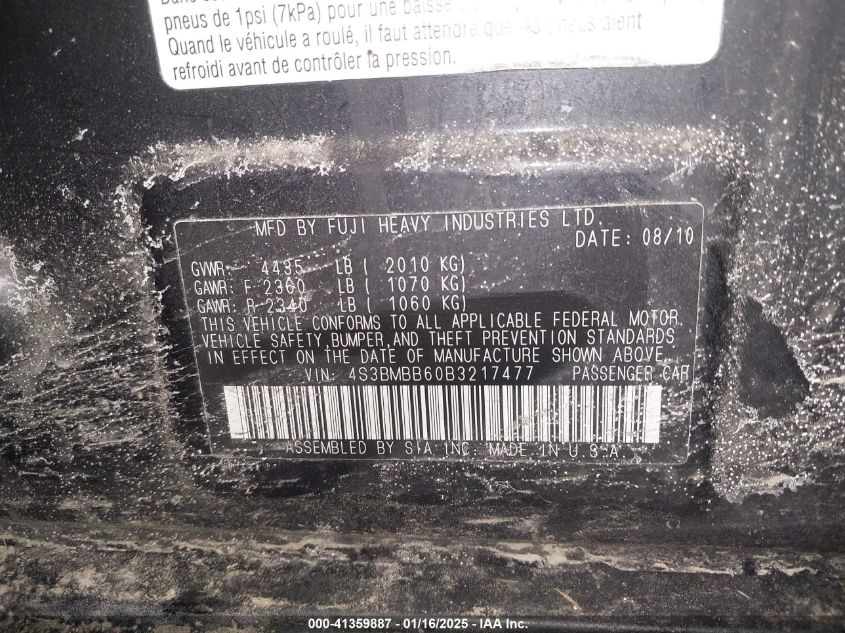 pneus de 1psi (7kPa) pour une baisse
Quand le véhicule a roulé, il faut attendre que les pneus aient
refroidi avant de contrôler la pression.
MFD BY FUJI HEAVY INDUSTRIES LTD.
DATE: 08/10
GVWR: 4435 LB ( 2010 KG)
GAWR: F 2360 LB ( 1070 KG)
GAWR: R 2340 LB ( 1060 KG)
THIS VEHICLE CONFORMS TO ALL APPLICABLE FEDERAL MOTOR
VEHICLE SAFETY, BUMPER, AND THEFT PREVENTION STANDARDS
IN EFFECT ON THE DATE OF MANUFACTURE SHOWN ABOVE.
VIN: 4S3BMBB60B3217477 PASSENGER CAR
ASSEMBLED BY SIA INC. MADE IN U.S.A.
000-41359887 - 01/16/2025 - IAA Inc.